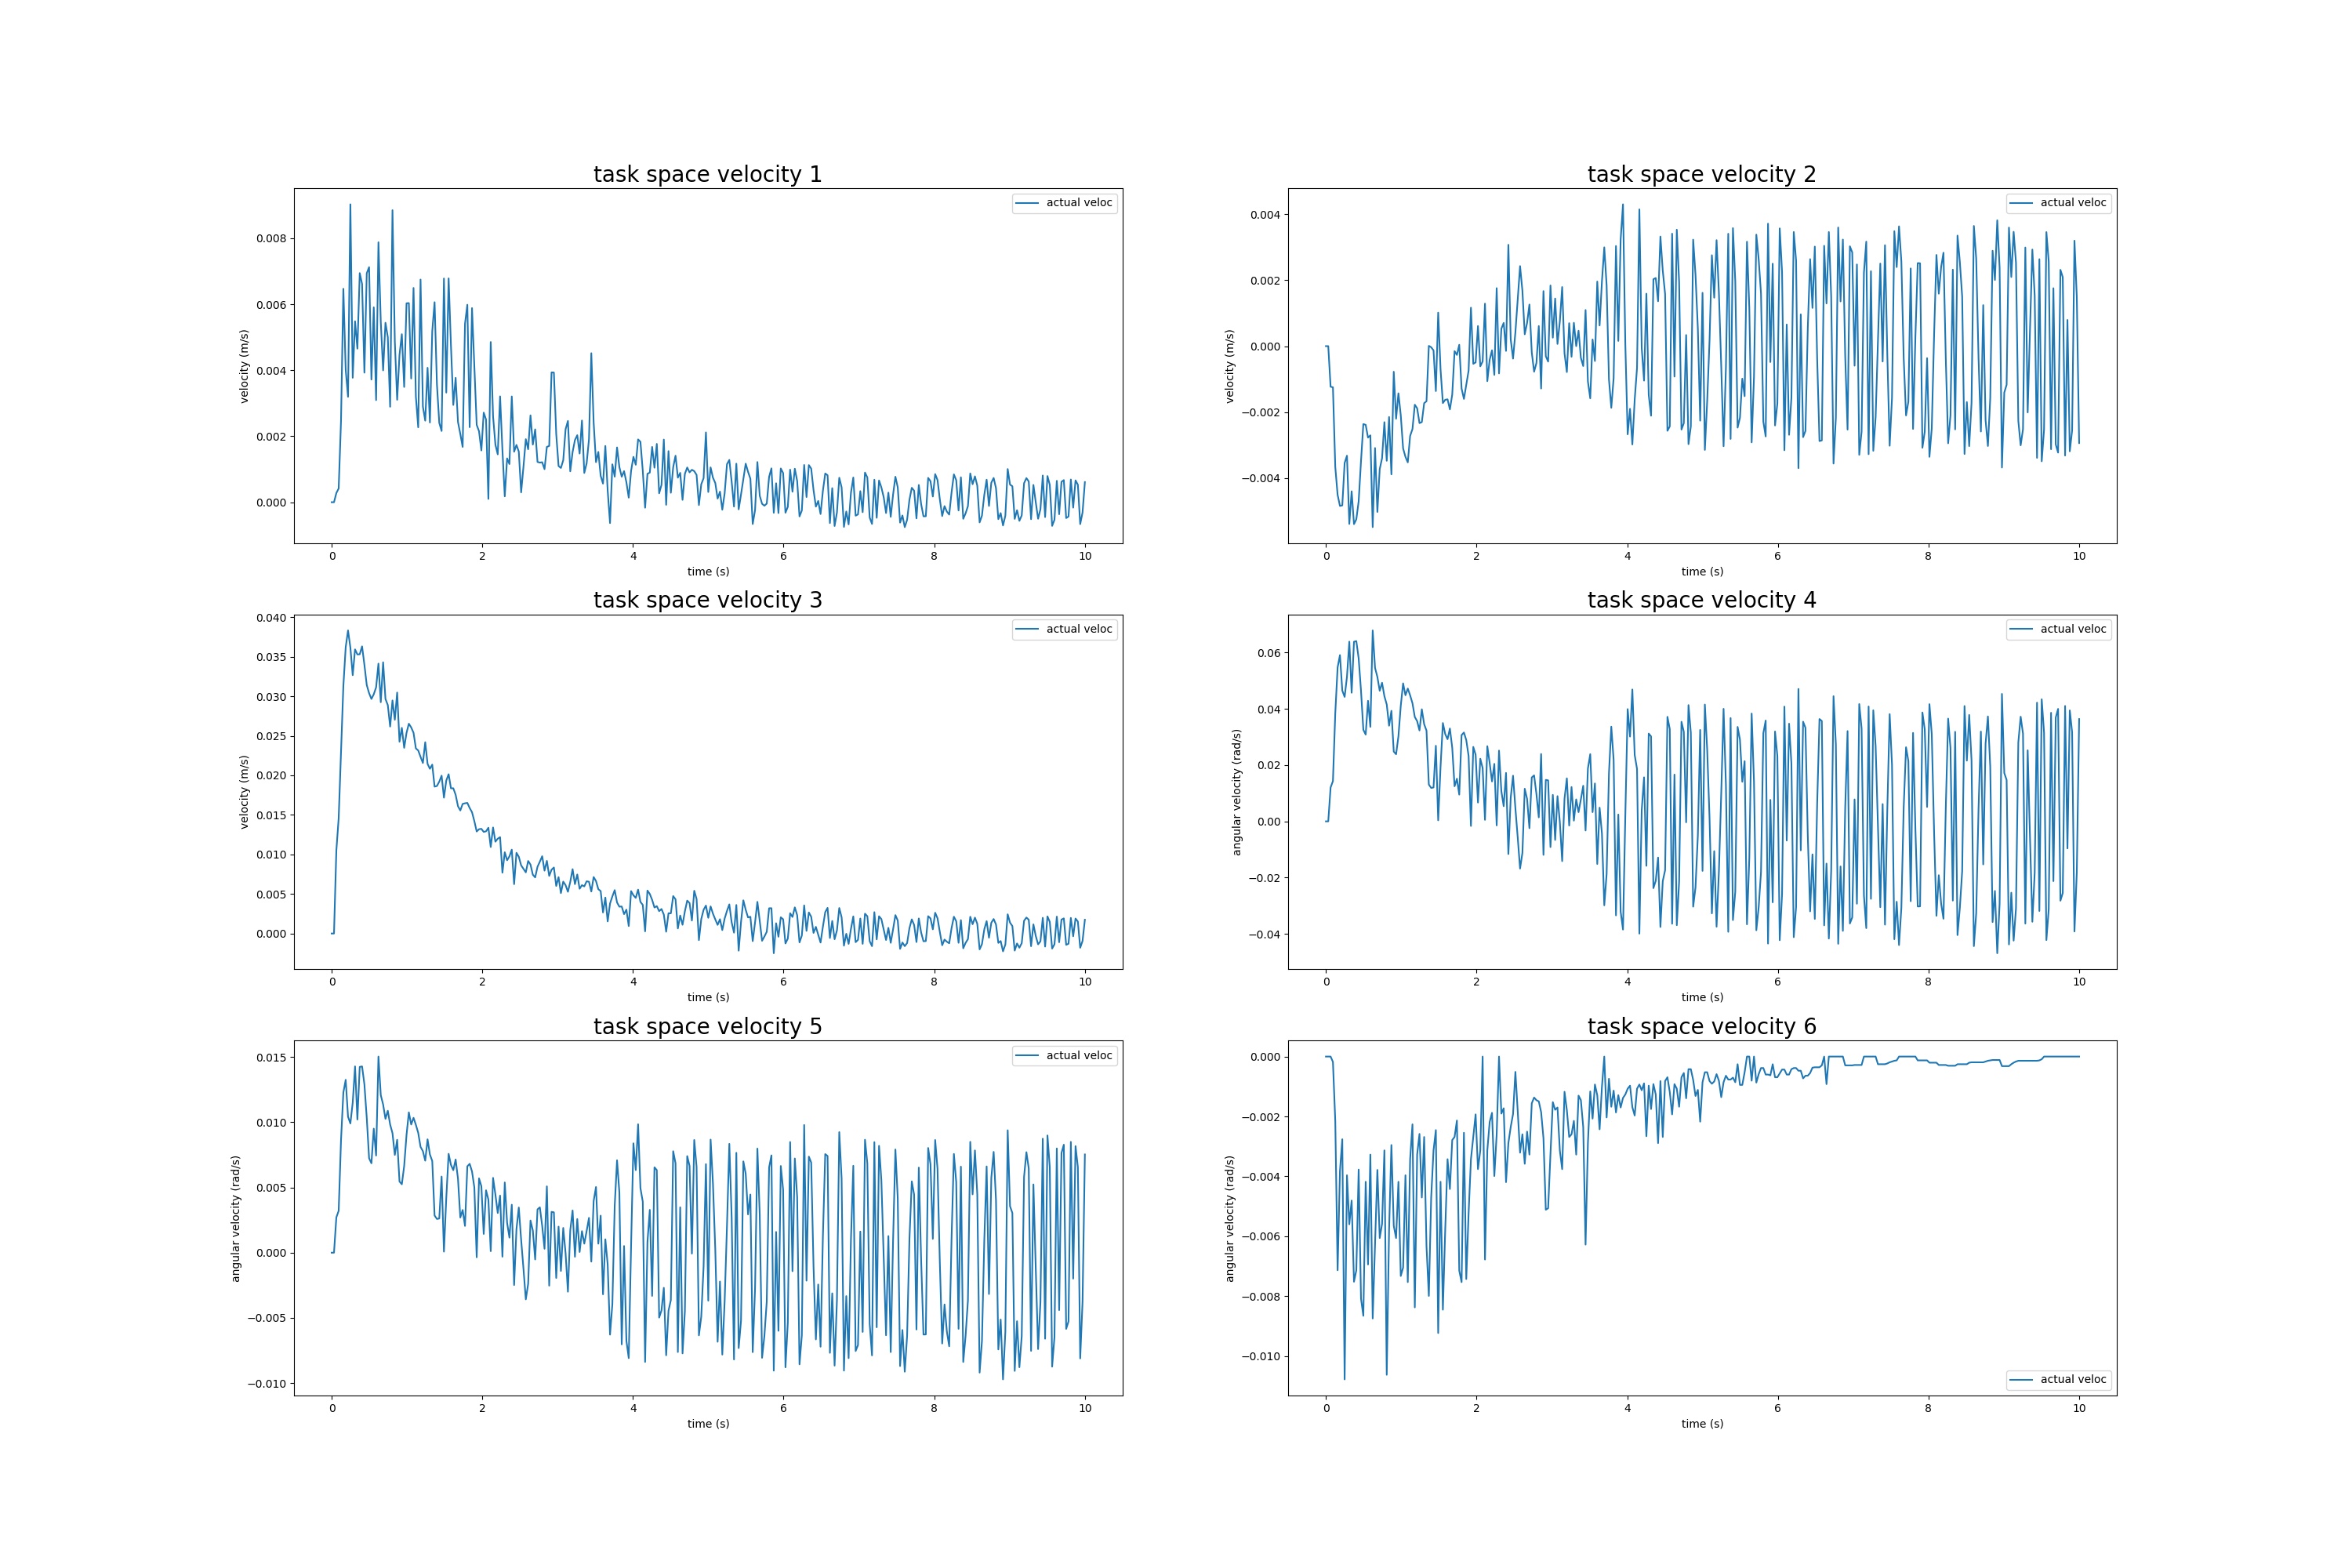 task space velocity 1
velocity (m/s)
0.008
0.006
0.004
0.002
0.000
actual veloc
0 2 4 6 8 10
time (s)
task space velocity 2
velocity (m/s)
0.004
0.002
0.000
−0.002
−0.004
actual veloc
0 2 4 6 8 10
time (s)
task space velocity 3
velocity (m/s)
0.040
0.035
0.030
0.025
0.020
0.015
0.010
0.005
0.000
actual veloc
0 2 4 6 8 10
time (s)
task space velocity 4
angular velocity (rad/s)
0.06
0.04
0.02
0.00
−0.02
−0.04
actual veloc
0 2 4 6 8 10
time (s)
task space velocity 5
angular velocity (rad/s)
0.015
0.010
0.005
0.000
−0.005
−0.010
actual veloc
0 2 4 6 8 10
time (s)
task space velocity 6
angular velocity (rad/s)
0.000
−0.002
−0.004
−0.006
−0.008
−0.010
actual veloc
0 2 4 6 8 10
time (s)